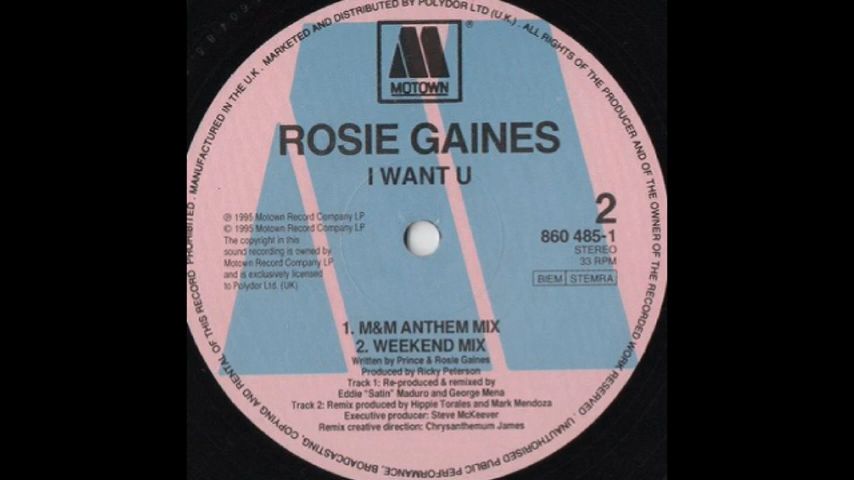 MOTOWN
®
ROSIE GAINES
I WANT U
℗ 1995 Motown Record Company LP
© 1995 Motown Record Company LP
The copyright in this
sound recording is owned by
Motown Record Company LP
and is exclusively licensed
to Polydor Ltd. (UK)
2
860 485-1
STEREO
33 RPM
BIEM STEMRA
1. M&M ANTHEM MIX
2. WEEKEND MIX
Written by Prince & Rosie Gaines
Produced by Ricky Peterson
Track 1: Re-produced & remixed by
Eddie "Satin" Maduro and George Mena
Track 2: Remix produced by Hippie Torales and Mark Mendoza
Executive producer: Steve McKeever
Remix creative direction: Chrysanthemum James
MANUFACTURED IN THE U.K. MARKETED AND DISTRIBUTED BY POLYDOR LTD (U.K.). ALL RIGHTS OF THE PRODUCER AND OF THE OWNER OF THE RECORDED WORK RESERVED. UNAUTHORISED PUBLIC PERFORMANCE, BROADCASTING, COPYING AND RENTAL OF THIS RECORD PROHIBITED.